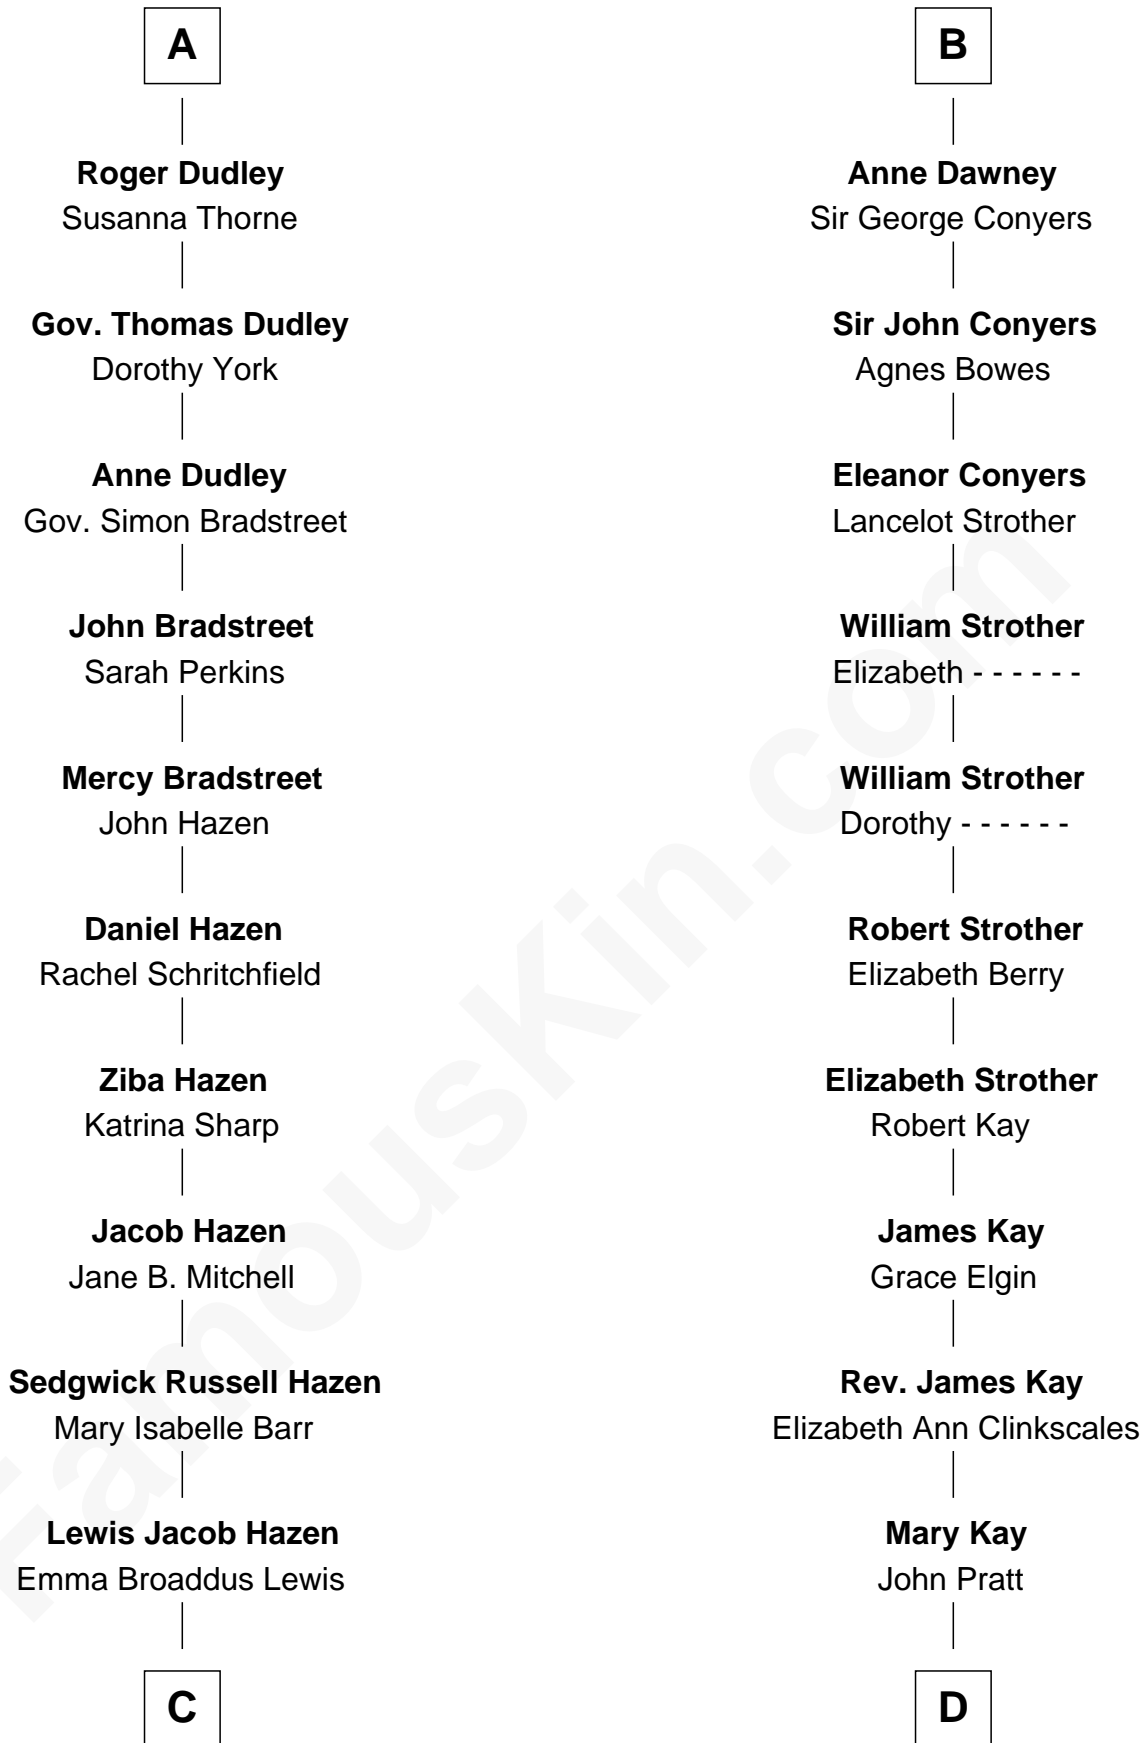 A
Roger Dudley
Susanna Thorne
Gov. Thomas Dudley
Dorothy York
Anne Dudley
Gov. Simon Bradstreet
John Bradstreet
Sarah Perkins
Mercy Bradstreet
John Hazen
Daniel Hazen
Rachel Schritchfield
Ziba Hazen
Katrina Sharp
Jacob Hazen
Jane B. Mitchell
Sedgwick Russell Hazen
Mary Isabelle Barr
Lewis Jacob Hazen
Emma Broaddus Lewis
C
B
Anne Dawney
Sir George Conyers
Sir John Conyers
Agnes Bowes
Eleanor Conyers
Lancelot Strother
William Strother
Elizabeth - - - - - -
William Strother
Dorothy - - - - - -
Robert Strother
Elizabeth Berry
Elizabeth Strother
Robert Kay
James Kay
Grace Elgin
Rev. James Kay
Elizabeth Ann Clinkscales
Mary Kay
John Pratt
D
FamousKin.com